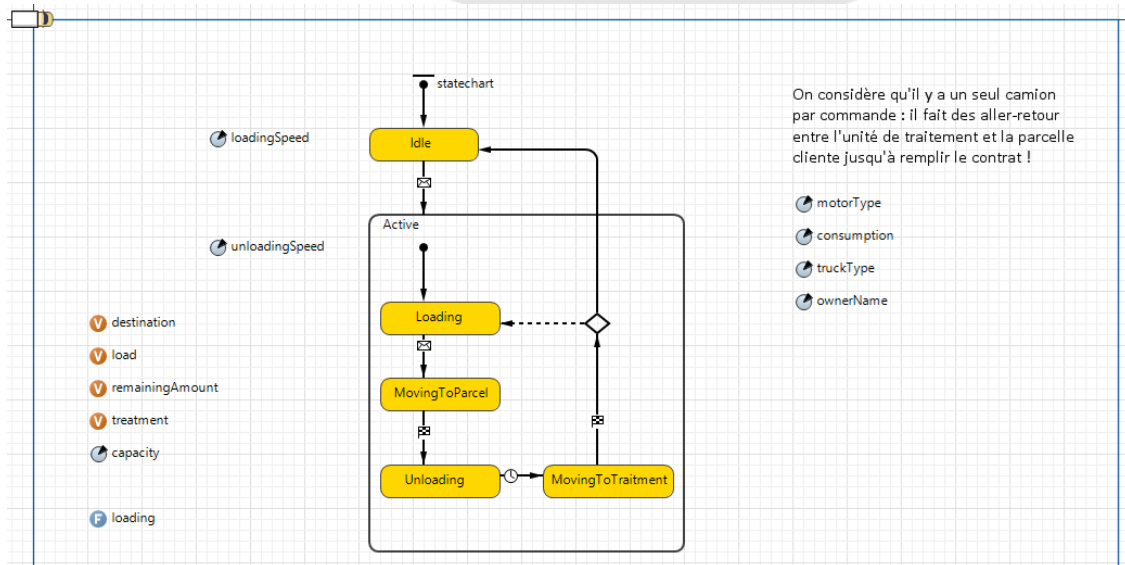 statechart
On considère qu'il y a un seul camion
par commande : il fait des aller-retour
entre l'unité de traitement et la parcelle
cliente jusqu'à remplir le contrat !
loadingSpeed
Idle
motorType
Active
consumption
unloadingSpeed
truckType
ownerName
Loading
destination
load
remainingAmount
MovingToParcel
treatment
capacity
Unloading
MovingToTraitment
loading
V
V
V
V
F